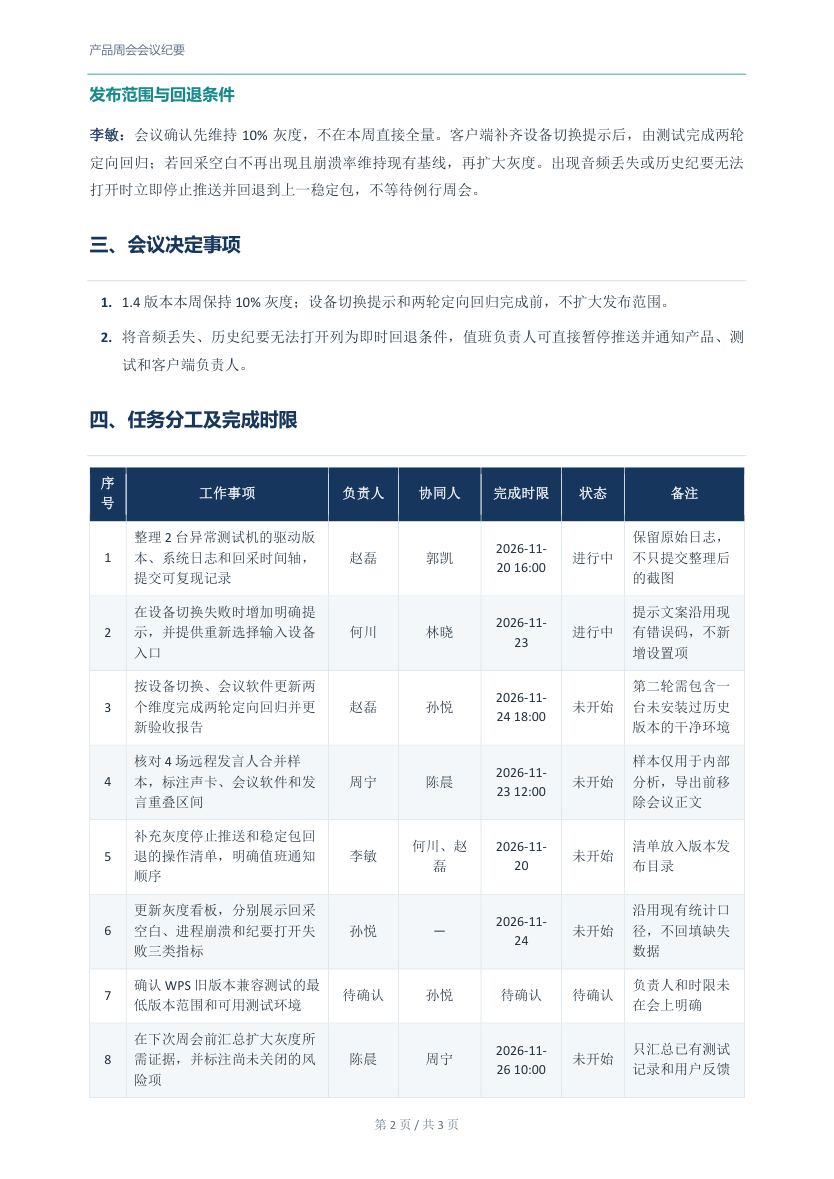 产品周会会议纪要
发布范围与回退条件
李敏：会议确认先维持 10% 灰度，不在本周直接全量。客户端补齐设备切换提示后，由测试完成两轮
定向回归；若回采空白不再出现且崩溃率维持现有基线，再扩大灰度。出现音频丢失或历史纪要无法
打开时立即停止推送并回退到上一稳定包，不等待例行周会。
三、会议决定事项
1. 1.4 版本本周保持 10% 灰度；设备切换提示和两轮定向回归完成前，不扩大发布范围。
2. 将音频丢失、历史纪要无法打开列为即时回退条件，值班负责人可直接暂停推送并通知产品、测
试和客户端负责人。
四、任务分工及完成时限
序
号
工作事项
负责人
协同人
完成时限
状态
备注
1
整理 2 台异常测试机的驱动版
本、系统日志和回采时间轴，
提交可复现记录
赵磊
郭凯
2026-11-
20 16:00
进行中
保留原始日志，
不只提交整理后
的截图
2
在设备切换失败时增加明确提
示，并提供重新选择输入设备
入口
何川
林晓
2026-11-
23
进行中
提示文案沿用现
有错误码，不新
增设置项
3
按设备切换、会议软件更新两
个维度完成两轮定向回归并更
新验收报告
赵磊
孙悦
2026-11-
24 18:00
未开始
第二轮需包含一
台未安装过历史
版本的干净环境
4
核对 4 场远程发言人合并样
本，标注声卡、会议软件和发
言重叠区间
周宁
陈晨
2026-11-
23 12:00
未开始
样本仅用于内部
分析，导出前移
除会议正文
5
补充灰度停止推送和稳定包回
退的操作清单，明确值班通知
顺序
李敏
何川、赵
磊
2026-11-
20
未开始
清单放入版本发
布目录
6
更新灰度看板，分别展示回采
空白、进程崩溃和纪要打开失
败三类指标
孙悦
—
2026-11-
24
未开始
沿用现有统计口
径，不回填缺失
数据
7
确认 WPS 旧版本兼容测试的最
低版本范围和可用测试环境
待确认
孙悦
待确认
待确认
负责人和时限未
在会上明确
8
在下次周会前汇总扩大灰度所
需证据，并标注尚未关闭的风
险项
陈晨
周宁
2026-11-
26 10:00
未开始
只汇总已有测试
记录和用户反馈
第 2 页 / 共 3 页